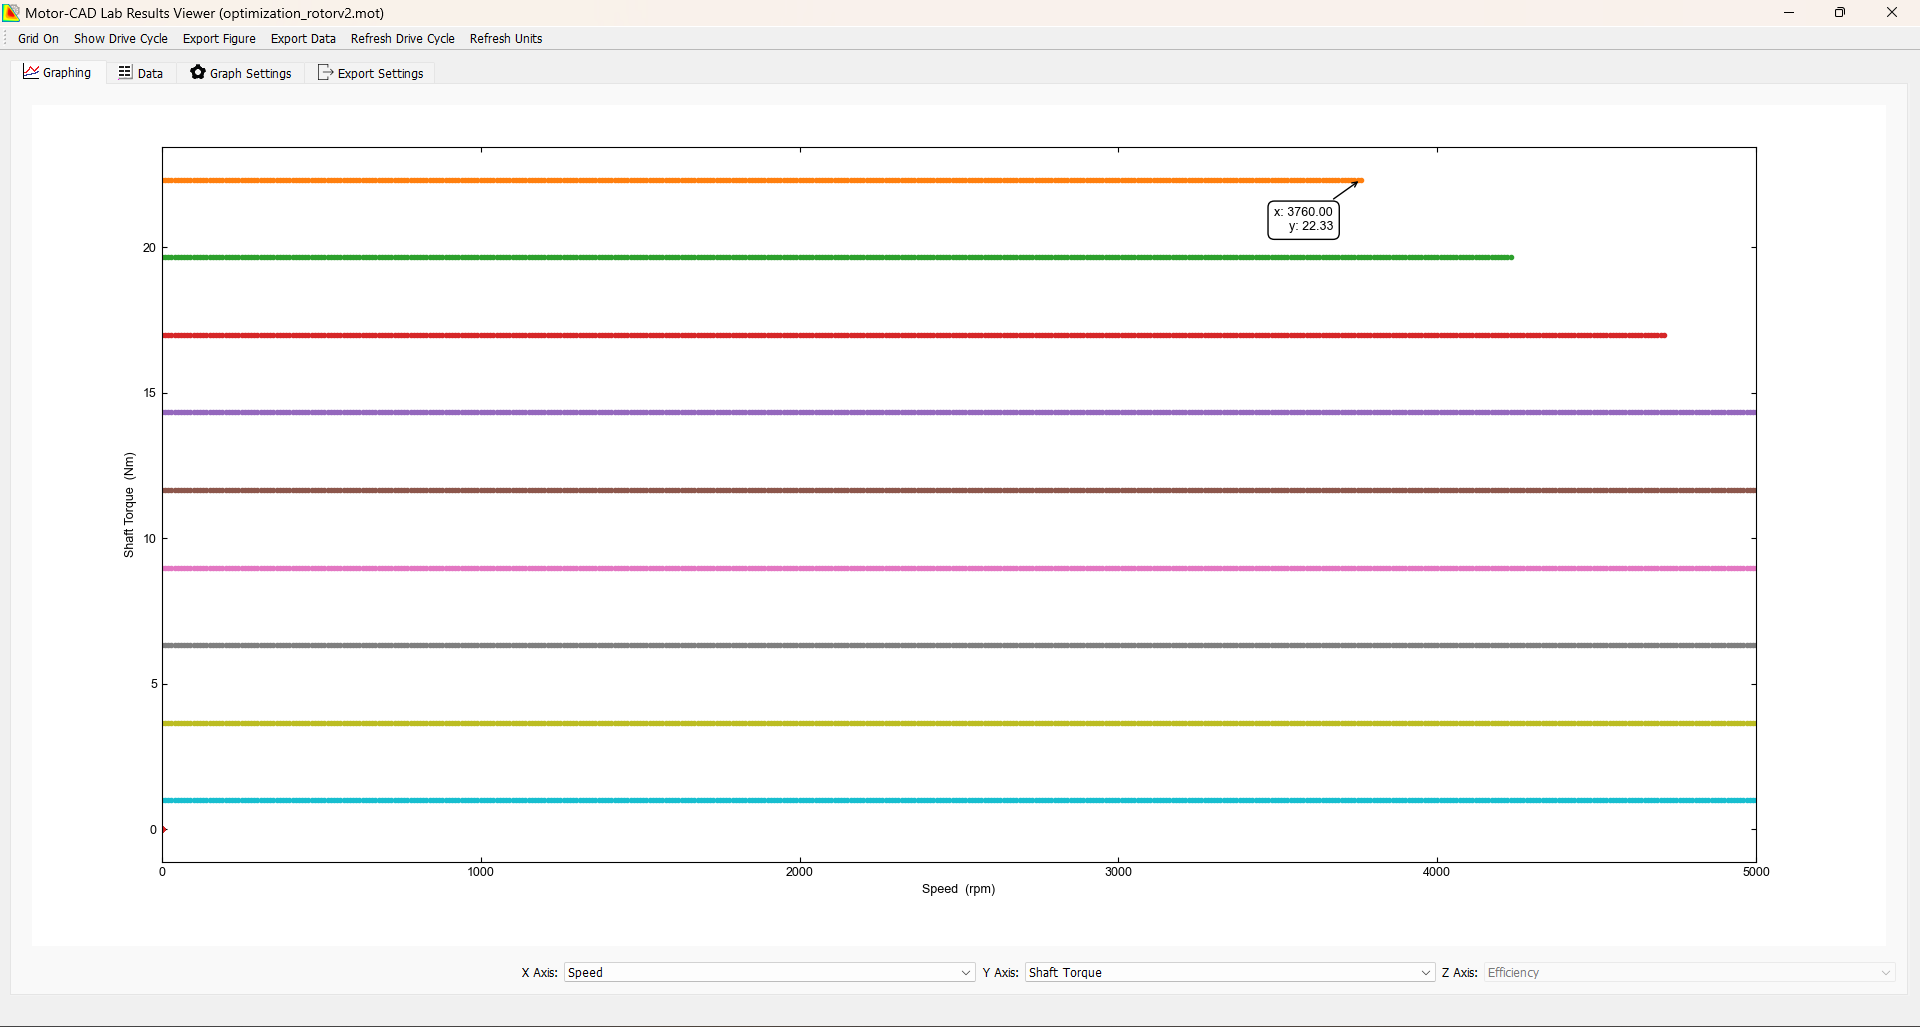 Motor-CAD Lab Results Viewer (optimization_rotorv2.mot)
Grid On Show Drive Cycle Export Figure Export Data Refresh Drive Cycle Refresh Units
Graphing Data Graph Settings Export Settings
x: 3760.00
y: 22.33
20
15
10
5
0
Shaft Torque (Nm)
0 1000 2000 3000 4000 5000
Speed (rpm)
X Axis: Speed Y Axis: Shaft Torque Z Axis: Efficiency